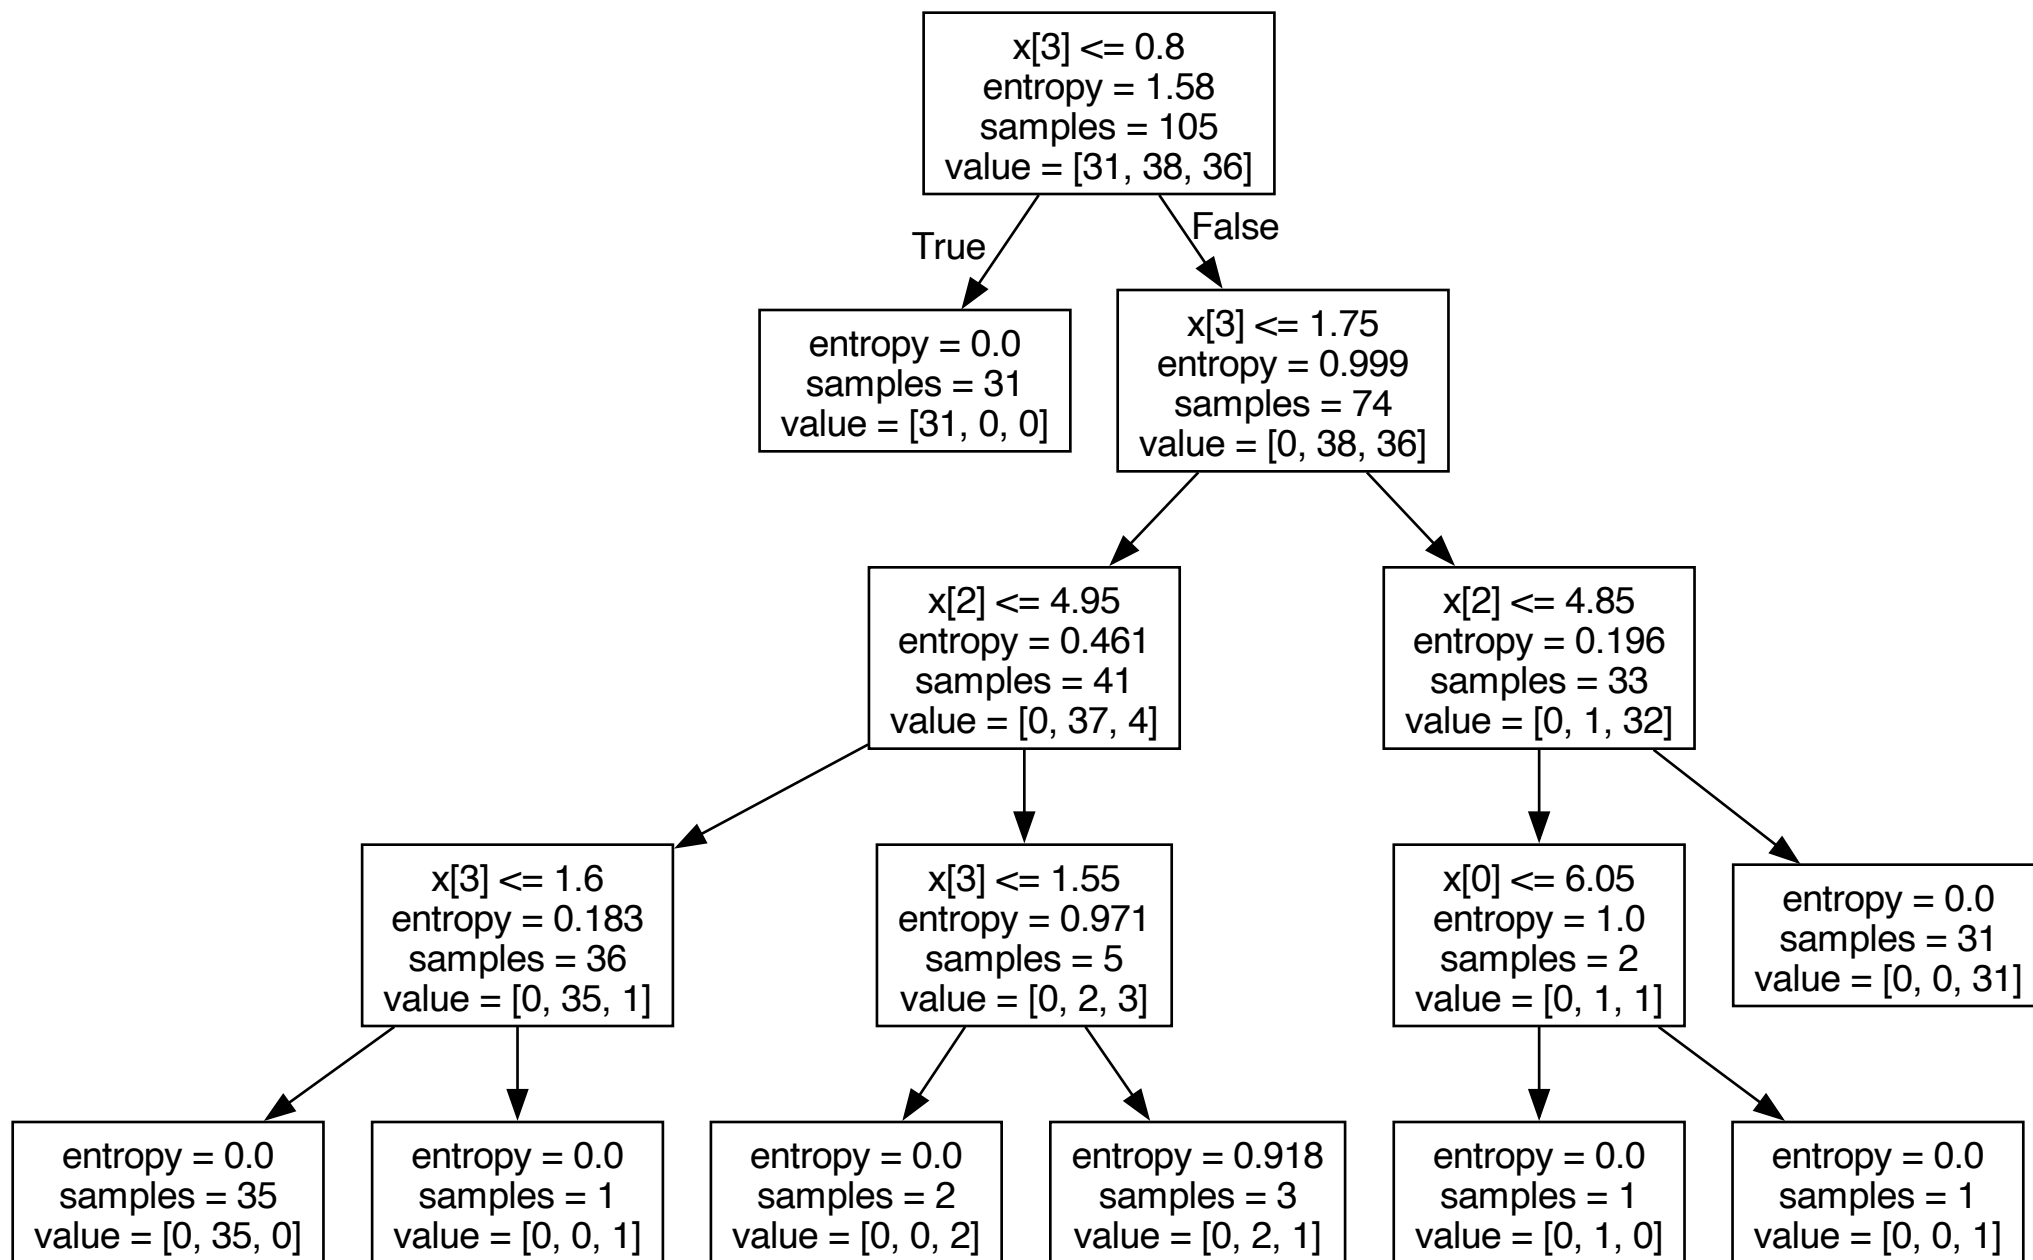 x[3] <= 0.8
entropy = 1.58
samples = 105
value = [31, 38, 36]
True
False
entropy = 0.0
samples = 31
value = [31, 0, 0]
x[3] <= 1.75
entropy = 0.999
samples = 74
value = [0, 38, 36]
x[2] <= 4.95
entropy = 0.461
samples = 41
value = [0, 37, 4]
x[2] <= 4.85
entropy = 0.196
samples = 33
value = [0, 1, 32]
x[3] <= 1.6
entropy = 0.183
samples = 36
value = [0, 35, 1]
x[3] <= 1.55
entropy = 0.971
samples = 5
value = [0, 2, 3]
x[0] <= 6.05
entropy = 1.0
samples = 2
value = [0, 1, 1]
entropy = 0.0
samples = 31
value = [0, 0, 31]
entropy = 0.0
samples = 35
value = [0, 35, 0]
entropy = 0.0
samples = 1
value = [0, 0, 1]
entropy = 0.0
samples = 2
value = [0, 0, 2]
entropy = 0.918
samples = 3
value = [0, 2, 1]
entropy = 0.0
samples = 1
value = [0, 1, 0]
entropy = 0.0
samples = 1
value = [0, 0, 1]